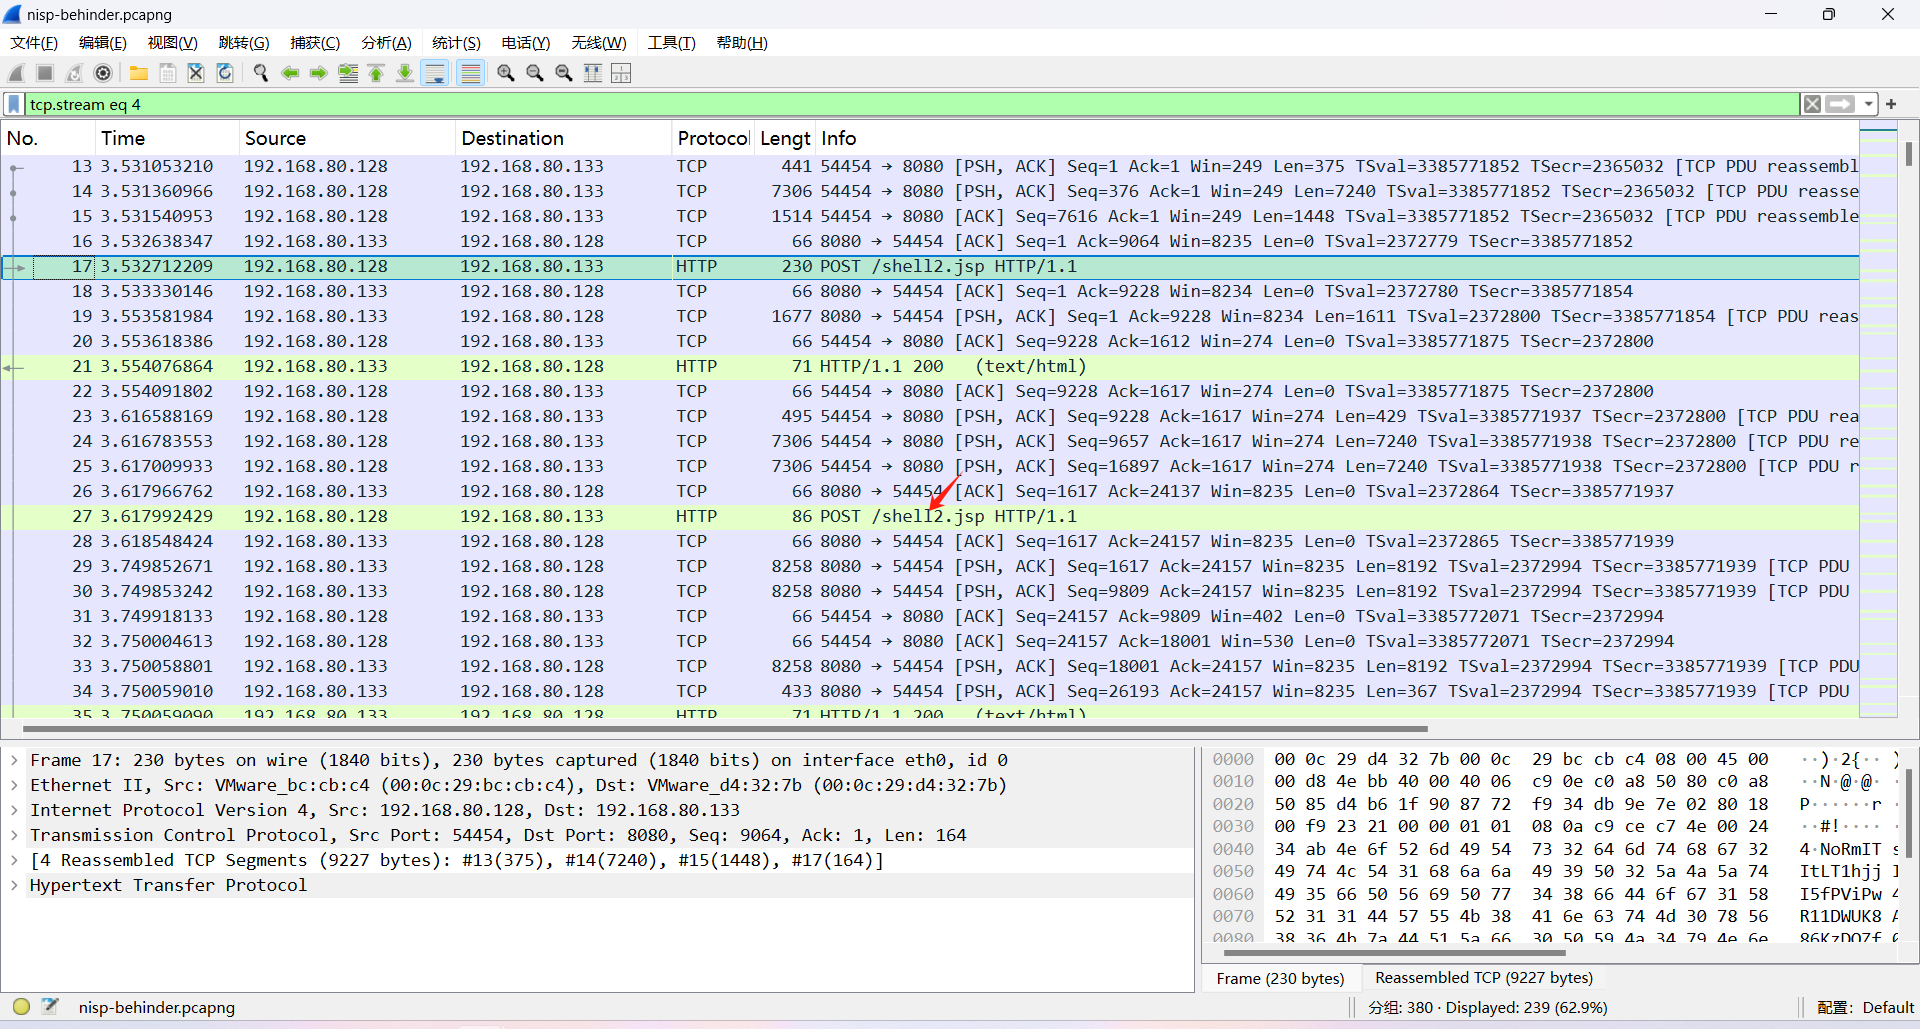 nisp-behinder.pcapng
文件(F) 编辑(E) 视图(V) 跳转(G) 捕获(C) 分析(A) 统计(S) 电话(Y) 无线(W) 工具(T) 帮助(H)
tcp.stream eq 4
No. Time Source Destination Protocol Lengt Info
13 3.531053210 192.168.80.128 192.168.80.133 TCP 441 54454 → 8080 [PSH, ACK] Seq=1 Ack=1 Win=249 Len=375 TSval=3385771852 TSecr=2365032 [TCP PDU reassembl
14 3.531360966 192.168.80.128 192.168.80.133 TCP 7306 54454 → 8080 [PSH, ACK] Seq=376 Ack=1 Win=249 Len=7240 TSval=3385771852 TSecr=2365032 [TCP PDU reasse
15 3.531540953 192.168.80.128 192.168.80.133 TCP 1514 54454 → 8080 [ACK] Seq=7616 Ack=1 Win=249 Len=1448 TSval=3385771852 TSecr=2365032 [TCP PDU reassemble
16 3.532638347 192.168.80.133 192.168.80.128 TCP 66 8080 → 54454 [ACK] Seq=1 Ack=9064 Win=8235 Len=0 TSval=2372779 TSecr=3385771852
17 3.532712209 192.168.80.128 192.168.80.133 HTTP 230 POST /shell2.jsp HTTP/1.1
18 3.533330146 192.168.80.133 192.168.80.128 TCP 66 8080 → 54454 [ACK] Seq=1 Ack=9228 Win=8234 Len=0 TSval=2372780 TSecr=3385771854
19 3.553581984 192.168.80.133 192.168.80.128 TCP 1677 8080 → 54454 [PSH, ACK] Seq=1 Ack=9228 Win=8234 Len=1611 TSval=2372800 TSecr=3385771854 [TCP PDU reas
20 3.553618386 192.168.80.128 192.168.80.133 TCP 66 54454 → 8080 [ACK] Seq=9228 Ack=1612 Win=274 Len=0 TSval=3385771875 TSecr=2372800
21 3.554076864 192.168.80.133 192.168.80.128 HTTP 71 HTTP/1.1 200 (text/html)
22 3.554091802 192.168.80.128 192.168.80.133 TCP 66 54454 → 8080 [ACK] Seq=9228 Ack=1617 Win=274 Len=0 TSval=3385771875 TSecr=2372800
23 3.616588169 192.168.80.128 192.168.80.133 TCP 495 54454 → 8080 [PSH, ACK] Seq=9228 Ack=1617 Win=274 Len=429 TSval=3385771937 TSecr=2372800 [TCP PDU rea
24 3.616783553 192.168.80.128 192.168.80.133 TCP 7306 54454 → 8080 [PSH, ACK] Seq=9657 Ack=1617 Win=274 Len=7240 TSval=3385771938 TSecr=2372800 [TCP PDU re
25 3.617009933 192.168.80.128 192.168.80.133 TCP 7306 54454 → 8080 [PSH, ACK] Seq=16897 Ack=1617 Win=274 Len=7240 TSval=3385771938 TSecr=2372800 [TCP PDU r
26 3.617966762 192.168.80.133 192.168.80.128 TCP 66 8080 → 54454 [ACK] Seq=1617 Ack=24137 Win=8235 Len=0 TSval=2372864 TSecr=3385771937
27 3.617992429 192.168.80.128 192.168.80.133 HTTP 86 POST /shell2.jsp HTTP/1.1
28 3.618548424 192.168.80.133 192.168.80.128 TCP 66 8080 → 54454 [ACK] Seq=1617 Ack=24157 Win=8235 Len=0 TSval=2372865 TSecr=3385771939
29 3.749852671 192.168.80.133 192.168.80.128 TCP 8258 8080 → 54454 [PSH, ACK] Seq=1617 Ack=24157 Win=8235 Len=8192 TSval=2372994 TSecr=3385771939 [TCP PDU
30 3.749853242 192.168.80.133 192.168.80.128 TCP 8258 8080 → 54454 [PSH, ACK] Seq=9809 Ack=24157 Win=8235 Len=8192 TSval=2372994 TSecr=3385771939 [TCP PDU
31 3.749918133 192.168.80.128 192.168.80.133 TCP 66 54454 → 8080 [ACK] Seq=24157 Ack=9809 Win=402 Len=0 TSval=3385772071 TSecr=2372994
32 3.750004613 192.168.80.128 192.168.80.133 TCP 66 54454 → 8080 [ACK] Seq=24157 Ack=18001 Win=530 Len=0 TSval=3385772071 TSecr=2372994
33 3.750058801 192.168.80.133 192.168.80.128 TCP 8258 8080 → 54454 [PSH, ACK] Seq=18001 Ack=24157 Win=8235 Len=8192 TSval=2372994 TSecr=3385771939 [TCP PDU
34 3.750059010 192.168.80.133 192.168.80.128 TCP 433 8080 → 54454 [PSH, ACK] Seq=26193 Ack=24157 Win=8235 Len=367 TSval=2372994 TSecr=3385771939 [TCP PDU
35 3.750059090 192.168.80.133 192.168.80.128 HTTP 71 HTTP/1.1 200 (text/html)
Frame 17: 230 bytes on wire (1840 bits), 230 bytes captured (1840 bits) on interface eth0, id 0
Ethernet II, Src: VMware_bc:cb:c4 (00:0c:29:bc:cb:c4), Dst: VMware_d4:32:7b (00:0c:29:d4:32:7b)
Internet Protocol Version 4, Src: 192.168.80.128, Dst: 192.168.80.133
Transmission Control Protocol, Src Port: 54454, Dst Port: 8080, Seq: 9064, Ack: 1, Len: 164
[4 Reassembled TCP Segments (9227 bytes): #13(375), #14(7240), #15(1448), #17(164)]
Hypertext Transfer Protocol
0000 00 0c 29 d4 32 7b 00 0c 29 bc cb c4 08 00 45 00 ··)·2{·· )
0010 00 d8 4e bb 40 00 40 06 c9 0e c0 a8 50 80 c0 a8 ··N·@·@·
0020 50 85 d4 b6 1f 90 87 72 f9 34 db 9e 7e 02 80 18 P······r ·
0030 00 f9 23 21 00 00 01 01 08 0a c9 ce c7 4e 00 24 ··#!···· ·
0040 34 ab 4e 6f 52 6d 49 54 73 32 64 6d 74 68 67 32 4·NoRmIT s
0050 49 74 4c 54 31 68 6a 6a 49 39 50 32 5a 4a 5a 74 ItLT1hjj I
0060 49 35 66 50 56 69 50 77 34 38 66 44 6f 67 31 58 I5fPViPw 4
0070 52 31 31 44 57 55 4b 38 41 6e 63 74 4d 30 78 56 R11DWUK8 A
0080 38 36 4b 7a 44 51 5a 66 30 50 59 4a 34 79 4e 6e 86KzDQZf 0
Frame (230 bytes) Reassembled TCP (9227 bytes)
nisp-behinder.pcapng 分组: 380 · Displayed: 239 (62.9%) 配置: Default